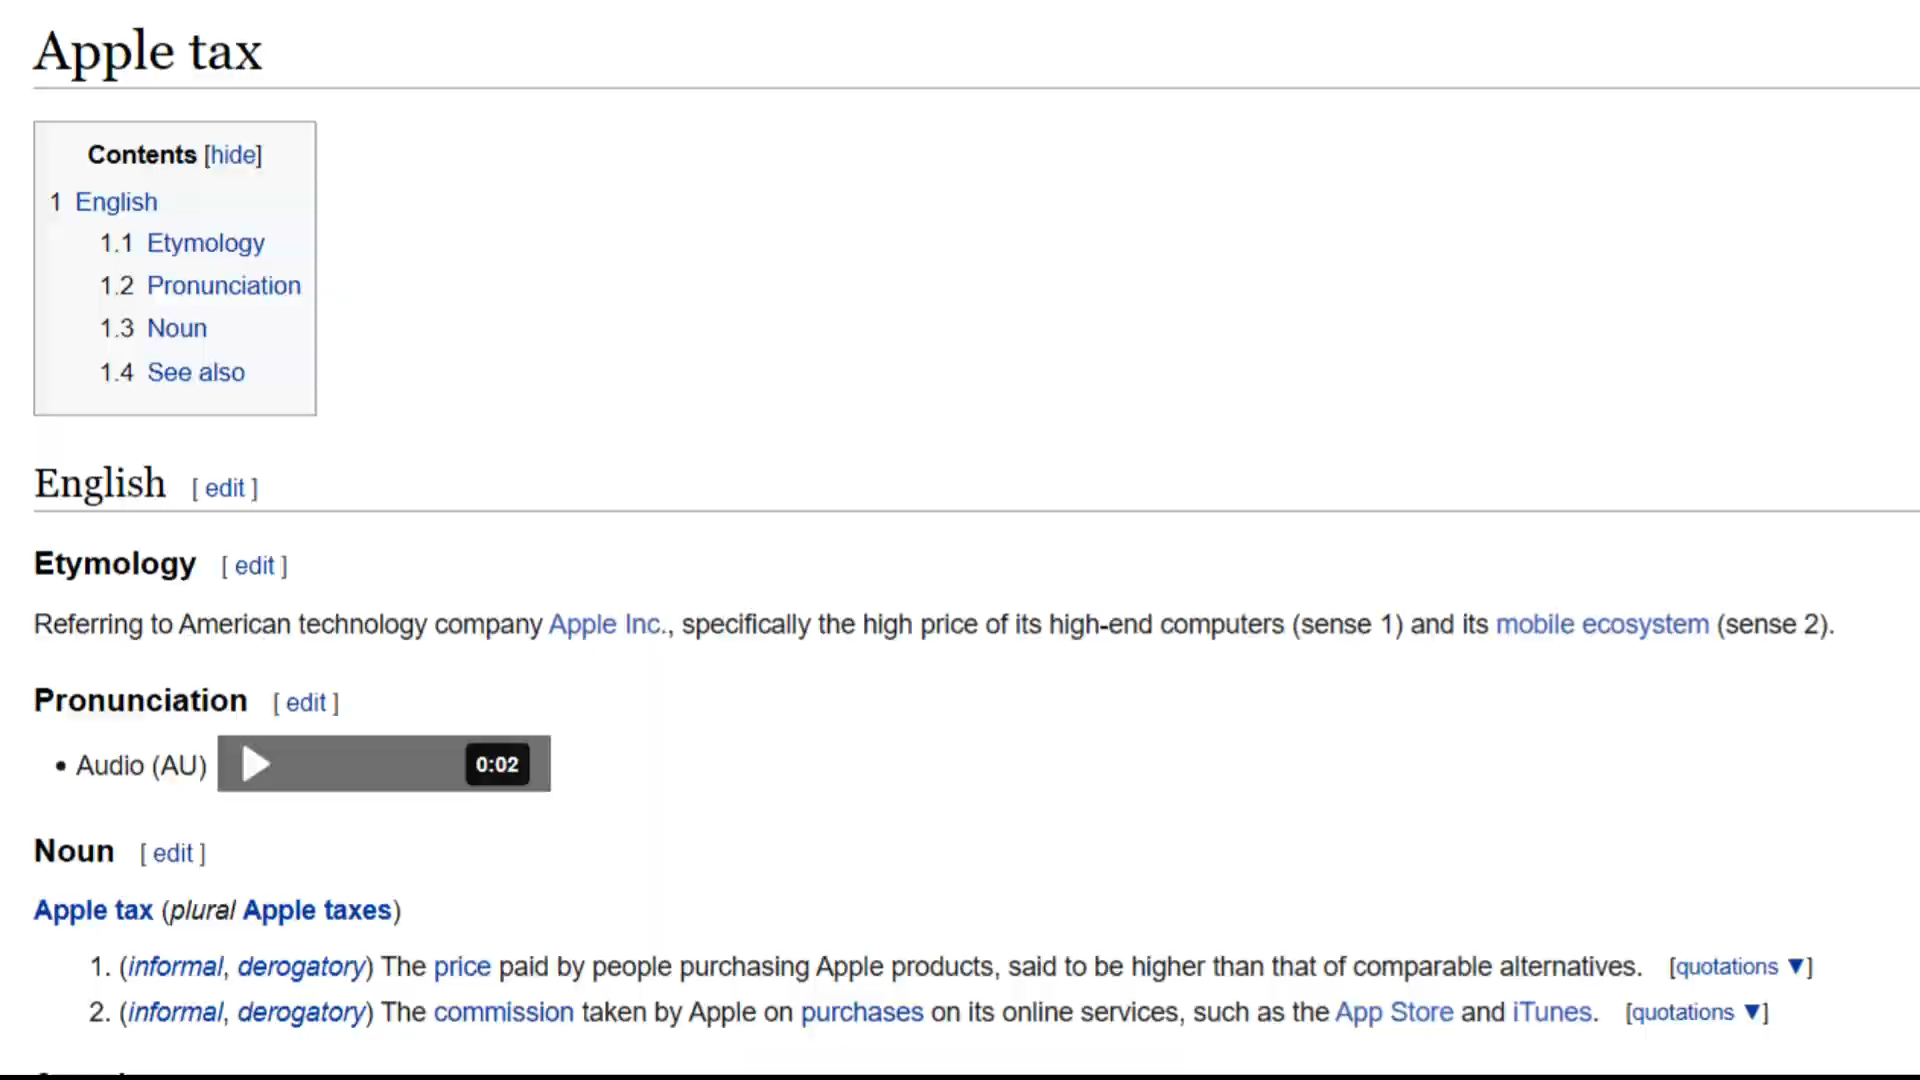 Apple tax
Contents [hide]
1 English
1.1 Etymology
1.2 Pronunciation
1.3 Noun
1.4 See also
English [ edit ]
Etymology [ edit ]
Referring to American technology company Apple Inc., specifically the high price of its high-end computers (sense 1) and its mobile ecosystem (sense 2).
Pronunciation [ edit ]
• Audio (AU) 0:02
Noun [ edit ]
Apple tax (plural Apple taxes)
1. (informal, derogatory) The price paid by people purchasing Apple products, said to be higher than that of comparable alternatives. [quotations ▼]
2. (informal, derogatory) The commission taken by Apple on purchases on its online services, such as the App Store and iTunes. [quotations ▼]